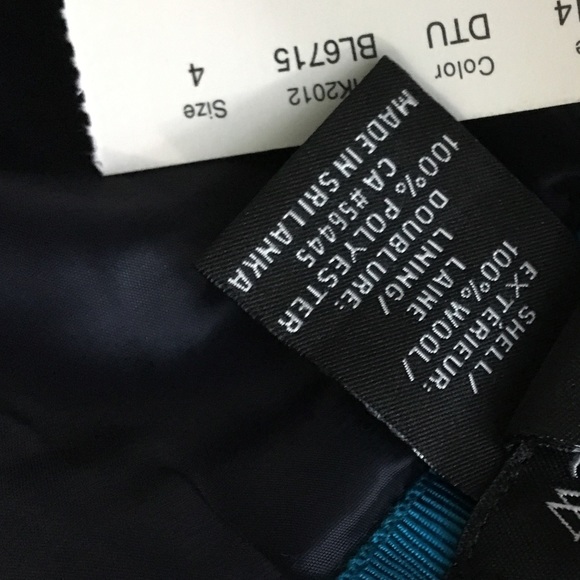 SHELL/
EXTÉRIEUR:
100% WOOL/
LAINE
LINING/
DOUBLURE:
100% POLYESTER
CA #56445
MADE IN SRI LANKA
Color
DTU
BL6715
Size
4